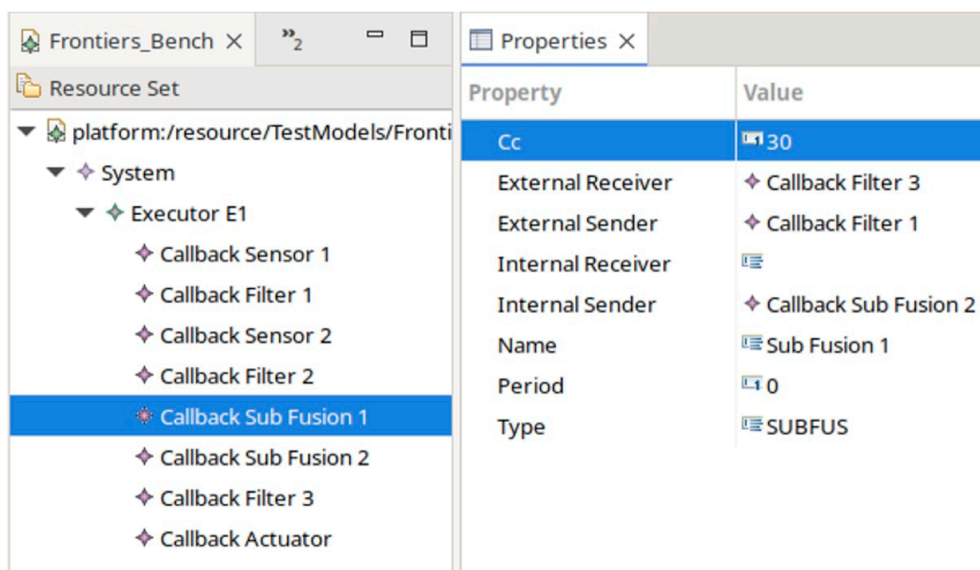 Frontiers_Bench
»2
Resource Set
platform:/resource/TestModels/Fronti
System
Executor E1
Callback Sensor 1
Callback Filter 1
Callback Sensor 2
Callback Filter 2
Callback Sub Fusion 1
Callback Sub Fusion 2
Callback Filter 3
Callback Actuator
Properties
Property Value
Cc 30
External Receiver Callback Filter 3
External Sender Callback Filter 1
Internal Receiver
Internal Sender Callback Sub Fusion 2
Name Sub Fusion 1
Period 0
Type SUBFUS